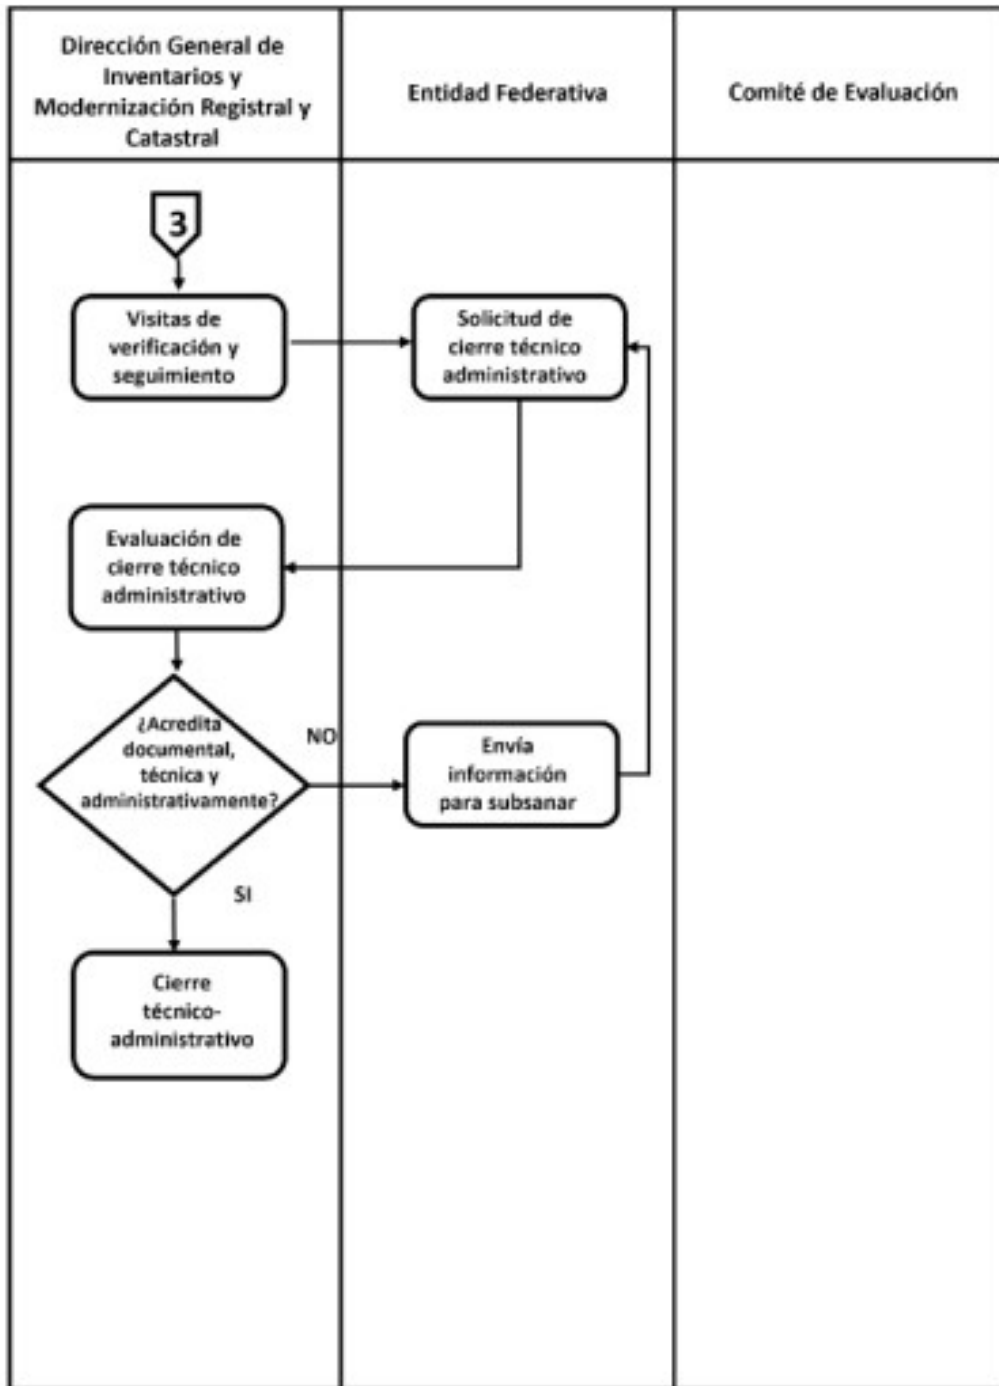 Dirección General de
Inventarios y
Modernización Registral y
Catastral
Entidad Federativa
Comité de Evaluación
3
Visitas de
verificación y
seguimiento
Solicitud de
cierre técnico
administrativo
Evaluación de
cierre técnico
administrativo
¿Acredita
documental,
técnica y
administrativamente?
NO
Envía
información
para subsanar
SI
Cierre
técnico-
administrativo